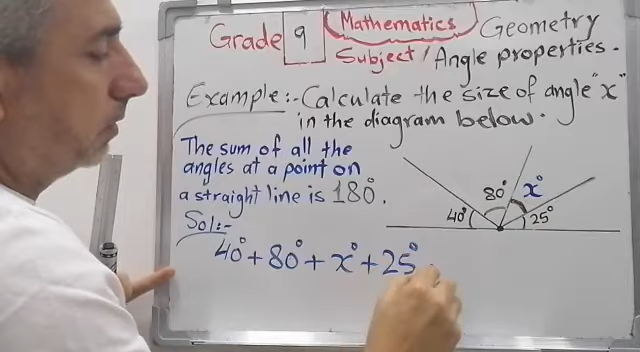 Grade 9 Mathematics Geometry
Subject / Angle properties.
Example:- Calculate the size of angle "x"
in the diagram below.
The sum of all the
angles at a point on
a straight line is 180°.
Sol:-
40° + 80° + x° + 25°
80° x°
40° 25°